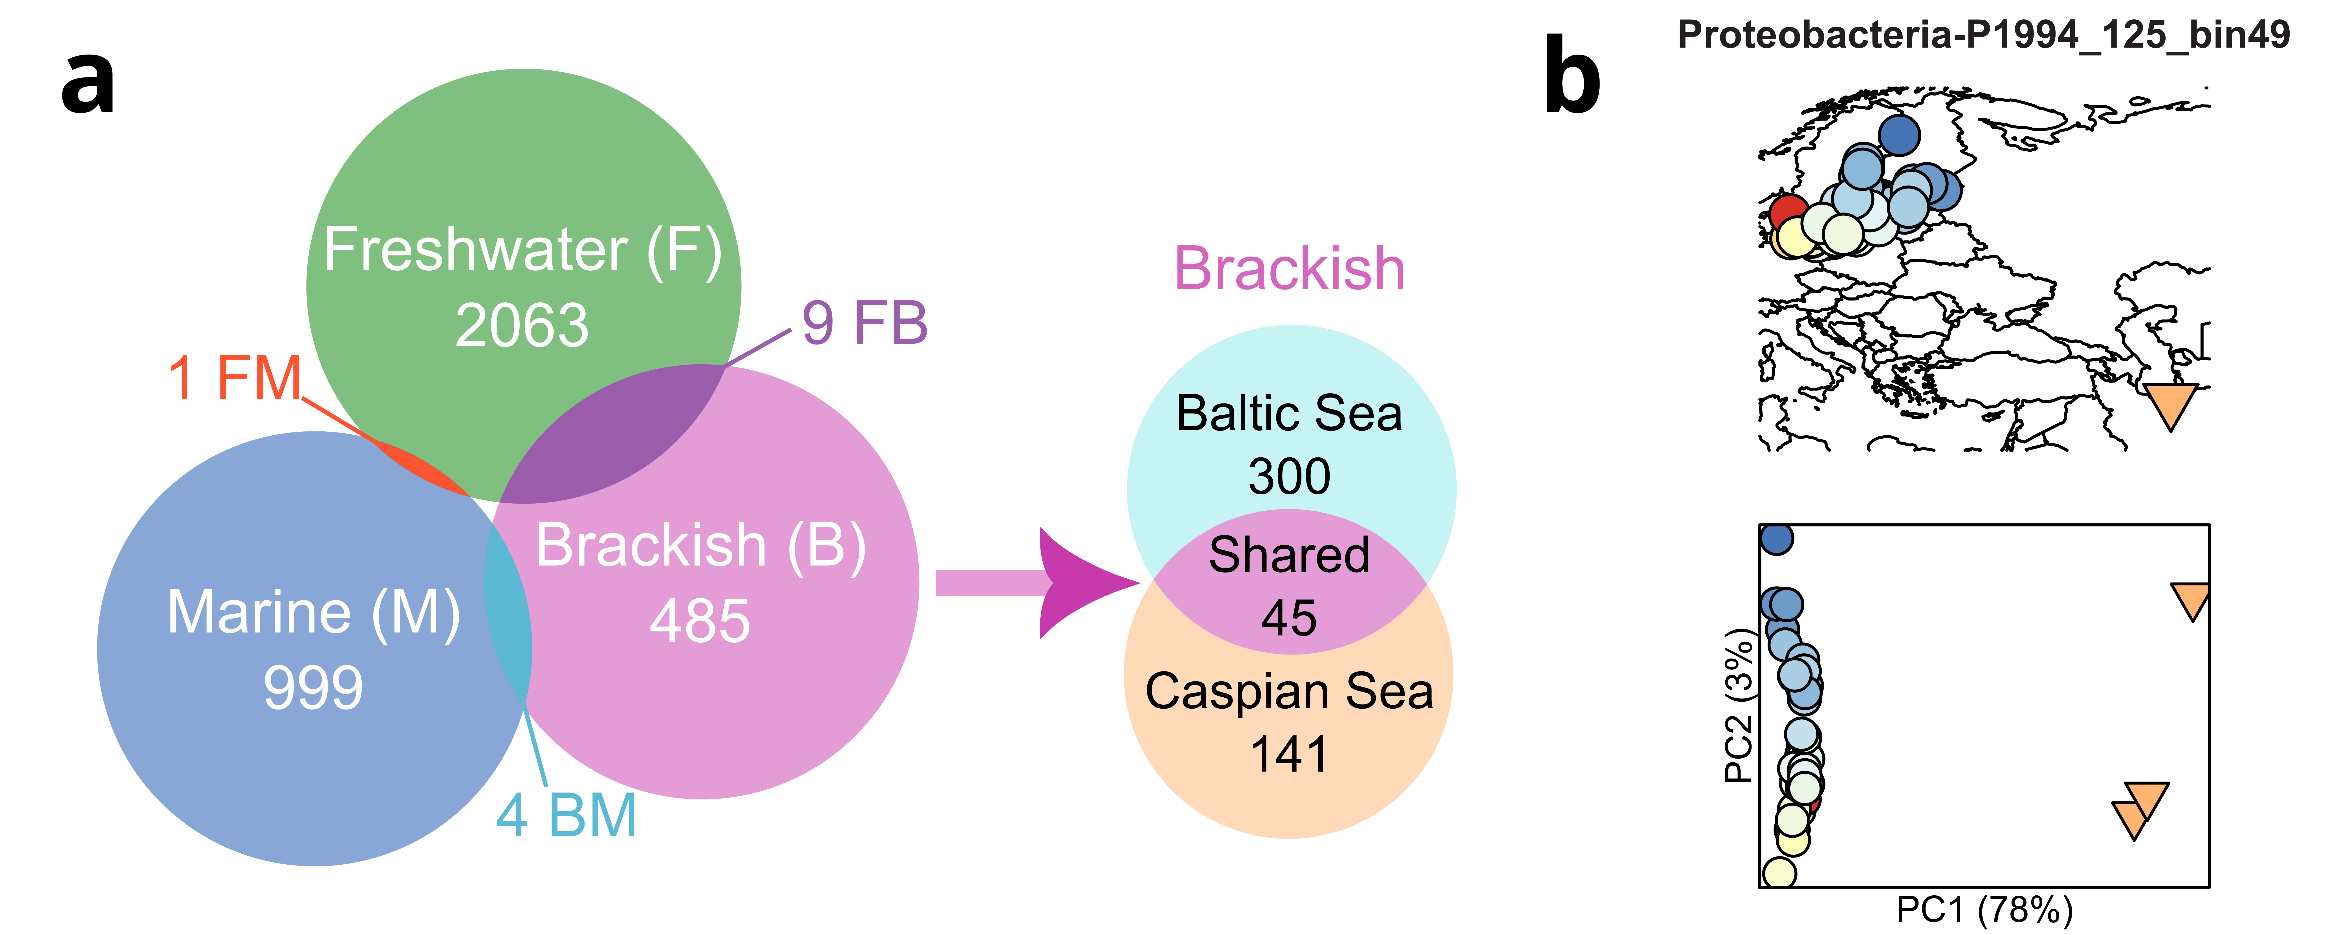 a
Freshwater (F)
2063
9 FB
1 FM
Brackish (B)
485
Marine (M)
999
4 BM
Brackish
Baltic Sea
300
Shared
45
Caspian Sea
141
b
Proteobacteria-P1994_125_bin49
PC2 (3%)
PC1 (78%)